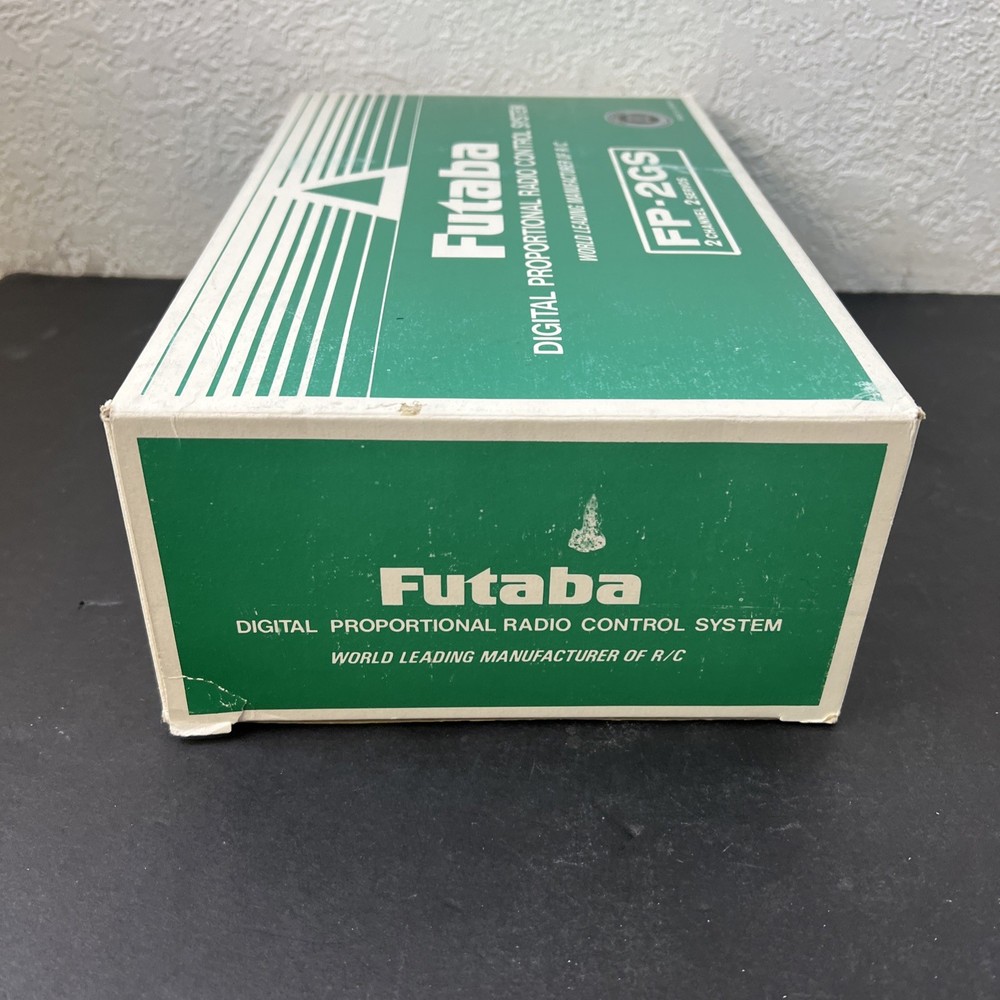 Futaba
DIGITAL PROPORTIONAL RADIO CONTROL SYSTEM
WORLD LEADING MANUFACTURER OF R/C
FP-2GS
2 CHANNEL 2 SERVOS
Futaba
DIGITAL PROPORTIONAL RADIO CONTROL SYSTEM
WORLD LEADING MANUFACTURER OF R/C